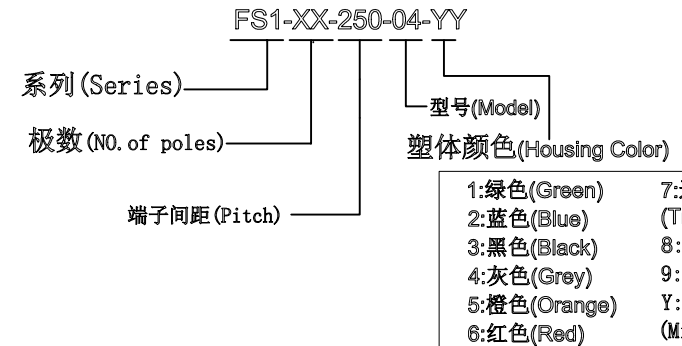 FS1-XX-250-04-YY
系列(Series)
型号(Model)
极数(NO.of poles)
塑体颜色(Housing Color)
端子间距(Pitch)
1:绿色(Green) 7:
2:蓝色(Blue)
3:黑色(Black) 8:
4:灰色(Grey) 9:
5:橙色(Orange) Y:
6:红色(Red)